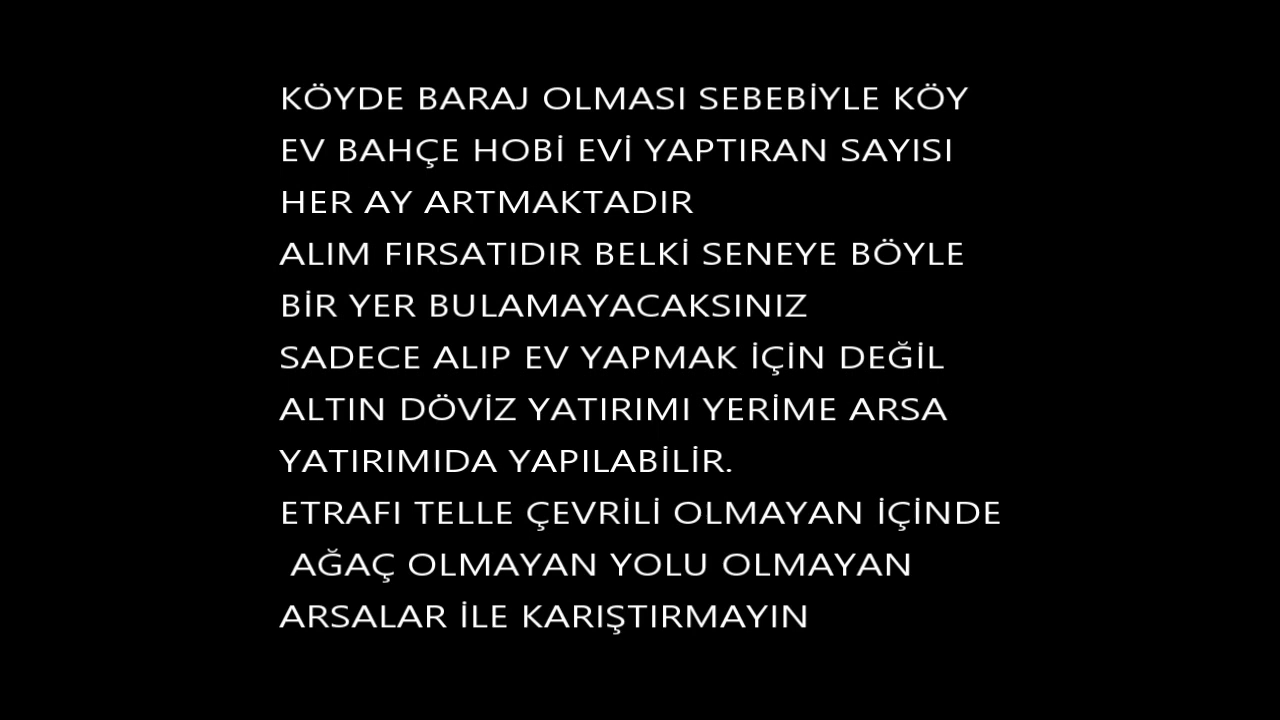 KÖYDE BARAJ OLMASI SEBEBİYLE KÖY
EV BAHÇE HOBİ EVİ YAPTIRAN SAYISI
HER AY ARTMAKTADIR
ALIM FIRSATIDIR BELKİ SENEYE BÖYLE
BİR YER BULAMAYACAKSINIZ
SADECE ALIP EV YAPMAK İÇİN DEĞİL
ALTIN DÖVİZ YATIRIMI YERİME ARSA
YATIRIMIDA YAPILABİLİR.
ETRAFI TELLE ÇEVRİLİ OLMAYAN İÇİNDE
AĞAÇ OLMAYAN YOLU OLMAYAN
ARSALAR İLE KARIŞTIRMAYIN